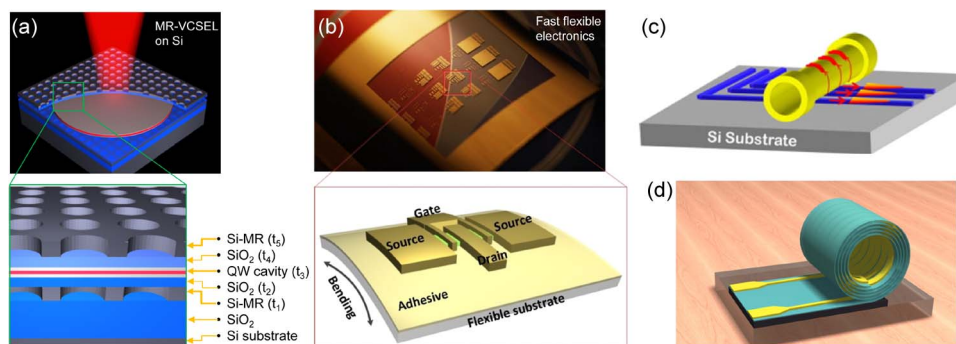 (a)
MR-VCSEL
on Si
• Si-MR (t₅)
• SiO₂ (t₄)
• QW cavity (t₃)
• SiO₂ (t₂)
• Si-MR (t₁)
• SiO₂
• Si substrate
(b)
Fast flexible
electronics
Gate
Source
Source
Drain
Adhesive
Bending
Flexible substrate
(c)
Si Substrate
(d)